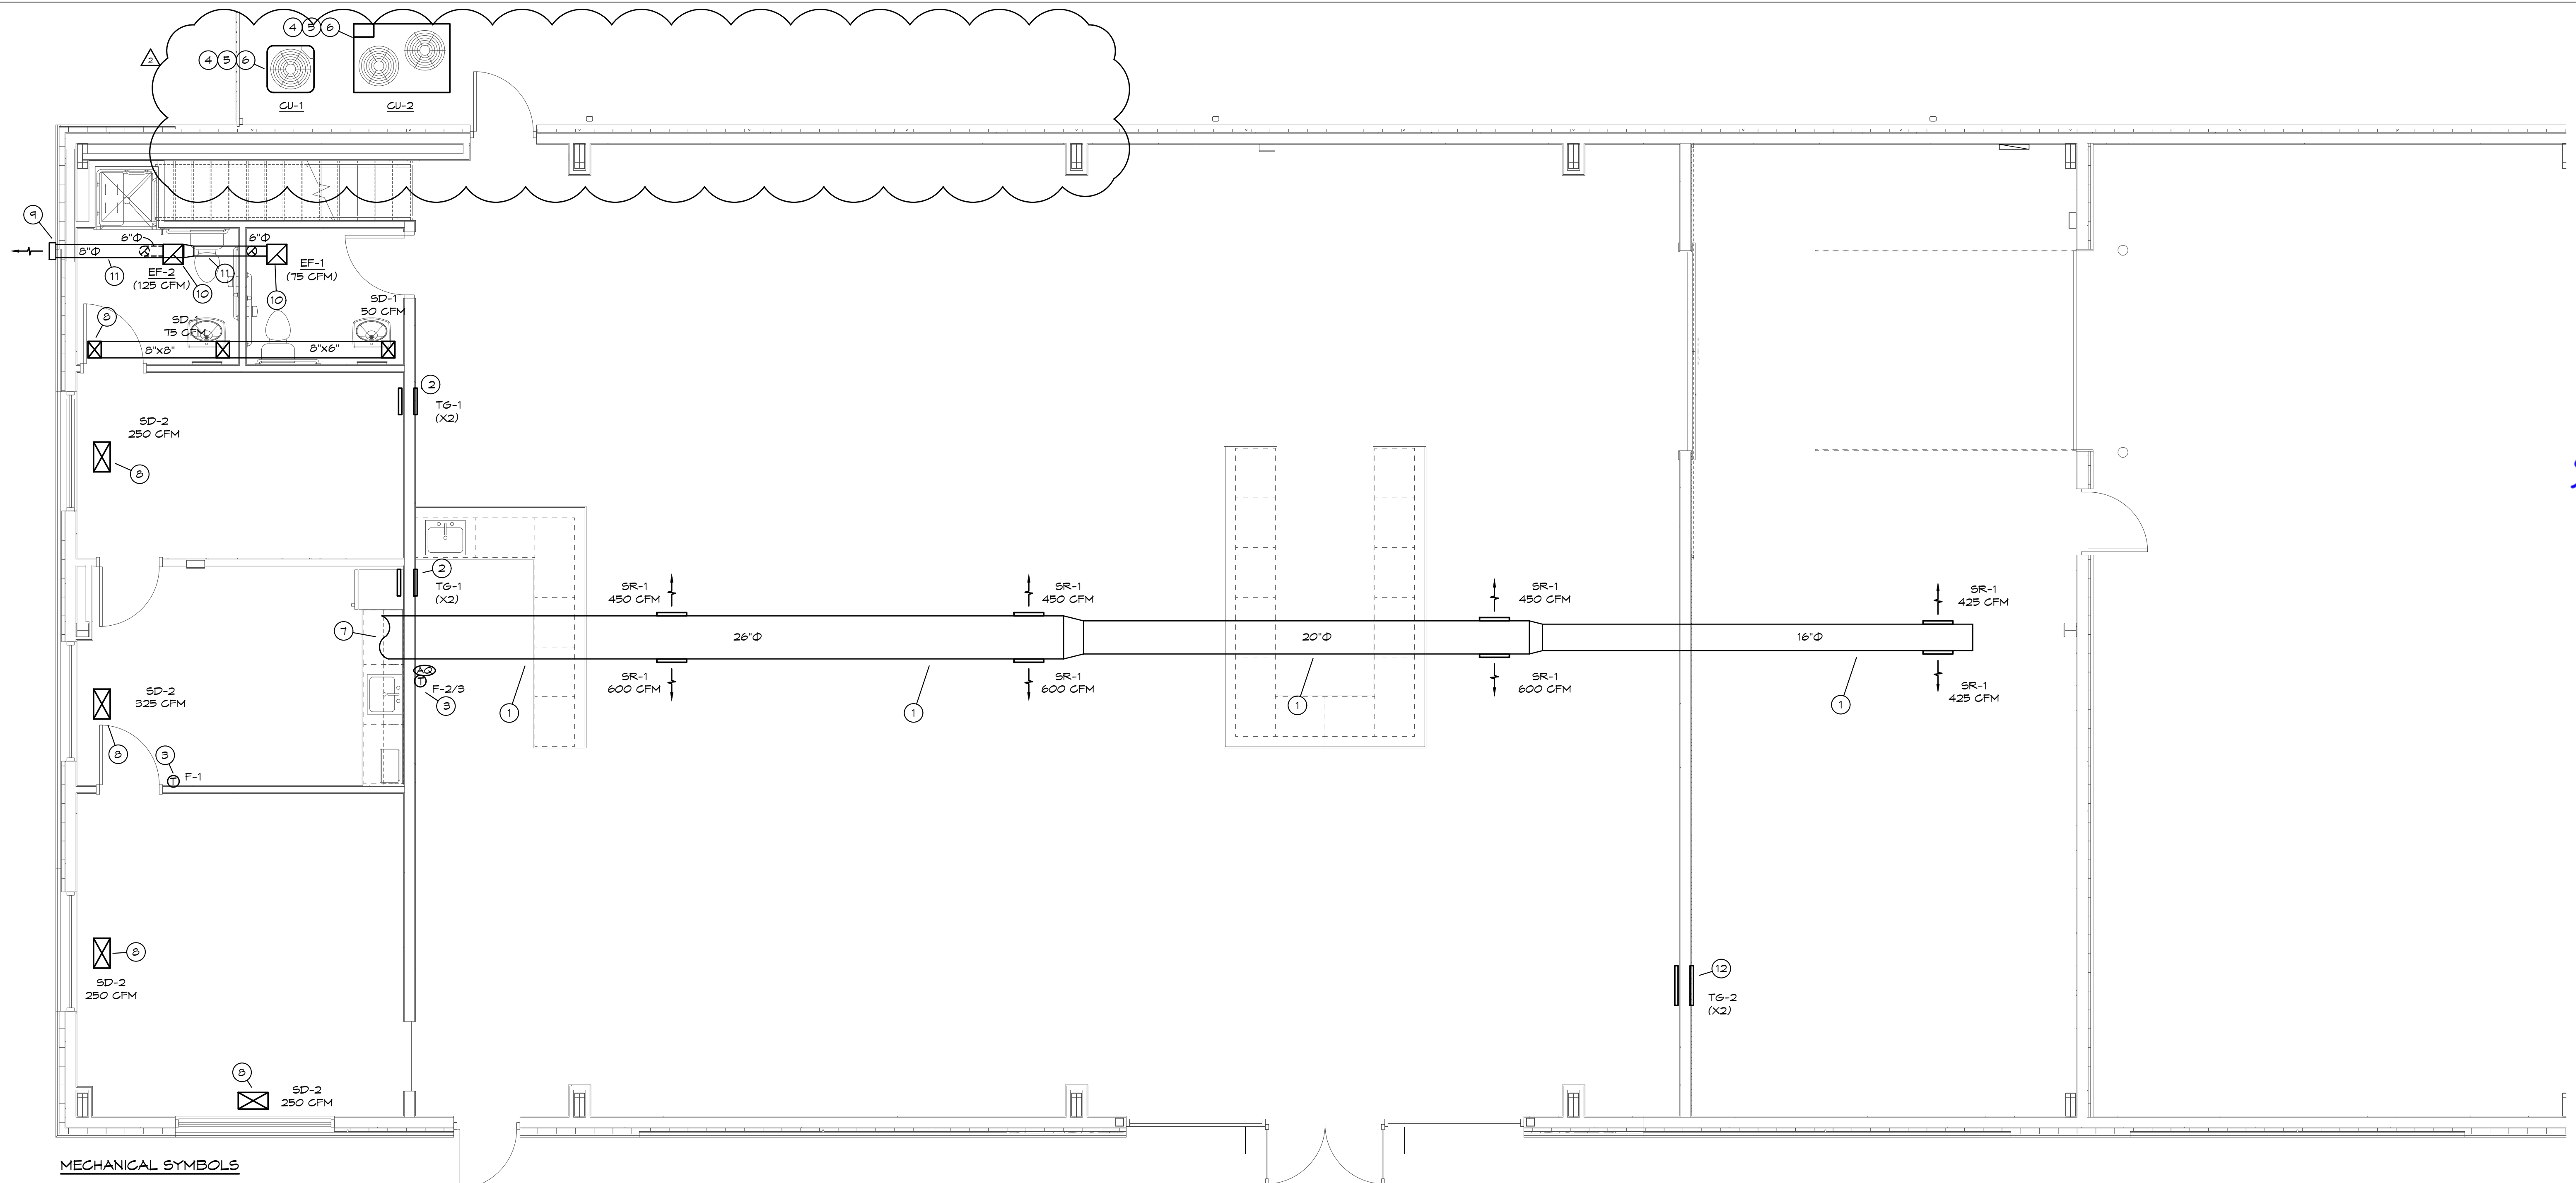 4 5 6
2
4 5 6
CU-1
CU-2
9
8"Φ
6"Φ
6"Φ
11
EF-2
(125 CFM)
11
10
EF-1
(75 CFM)
10
SD-1
50 CFM
8
SD-1
75 CFM
8"x8"
8"x6"
2
TG-1
(X2)
SD-2
250 CFM
8
2
TG-1
(X2)
SR-1
450 CFM
SR-1
450 CFM
SR-1
450 CFM
SR-1
425 CFM
7
26"Φ
20"Φ
16"Φ
AQ
T
F-2/3
3
SR-1
600 CFM
SR-1
600 CFM
SR-1
600 CFM
SR-1
425 CFM
1
1
1
1
SD-2
325 CFM
8
3
T
F-1
8
SD-2
250 CFM
12
TG-2
(X2)
8
SD-2
250 CFM
MECHANICAL SYMBOLS